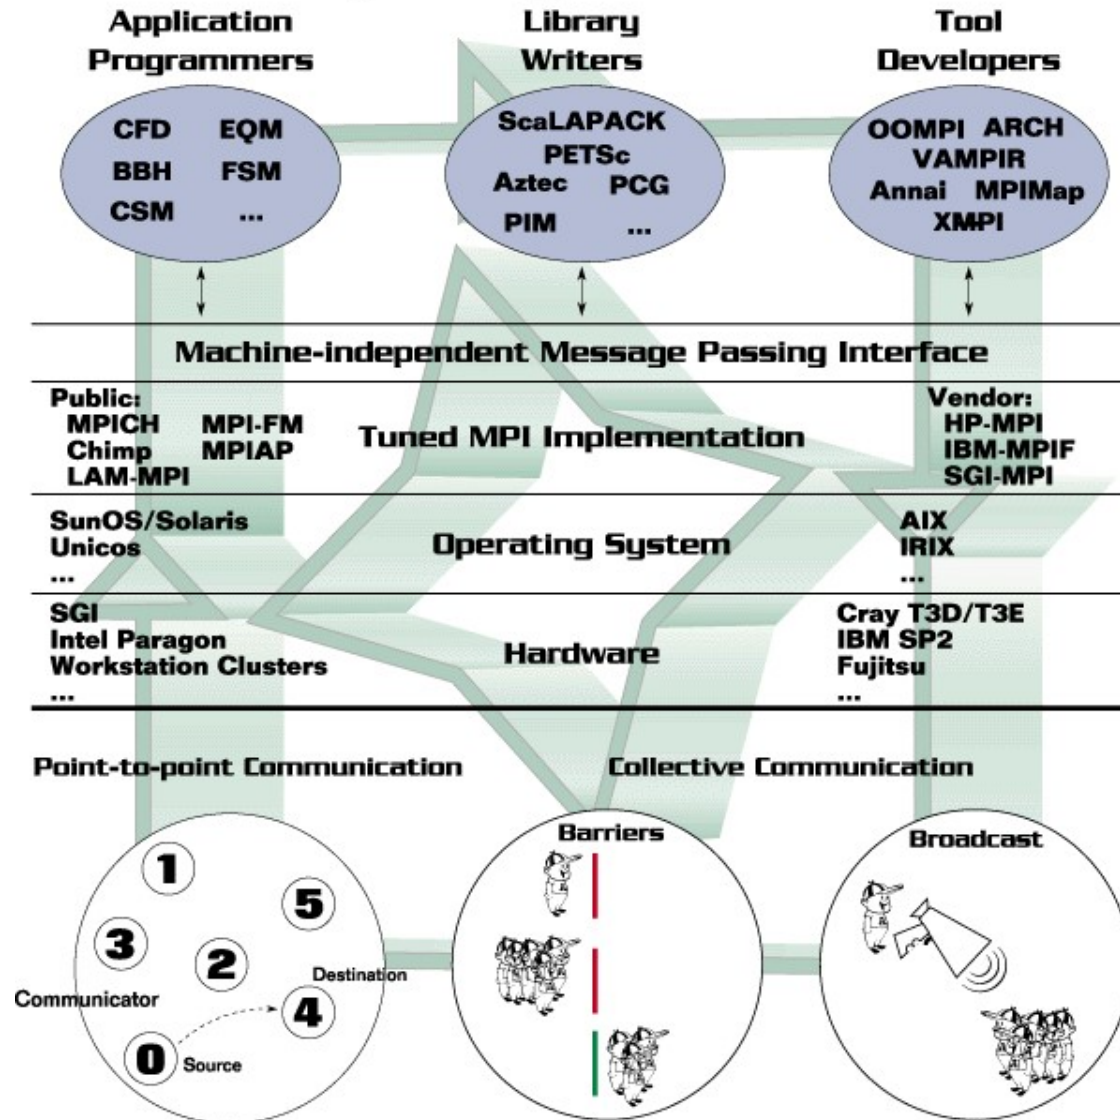 Application
Programmers
Library
Writers
Tool
Developers
CFD EQM
BBH FSM
CSM ...
ScaLAPACK
PETSc
Aztec PCG
PIM ...
OOMPI ARCH
VAMPIR
Annai MPIMap
XMPI
Machine-independent Message Passing Interface
Public:
MPICH MPI-FM
Chimp MPIAP
LAM-MPI
Tuned MPI Implementation
Vendor:
HP-MPI
IBM-MPIF
SGI-MPI
SunOS/Solaris
Unicos
...
Operating System
AIX
IRIX
...
SGI
Intel Paragon
Workstation Clusters
...
Hardware
Cray T3D/T3E
IBM SP2
Fujitsu
...
Point-to-point Communication
Collective Communication
1
5
3
2
Destination
Communicator
4
0
Source
Barriers
Broadcast